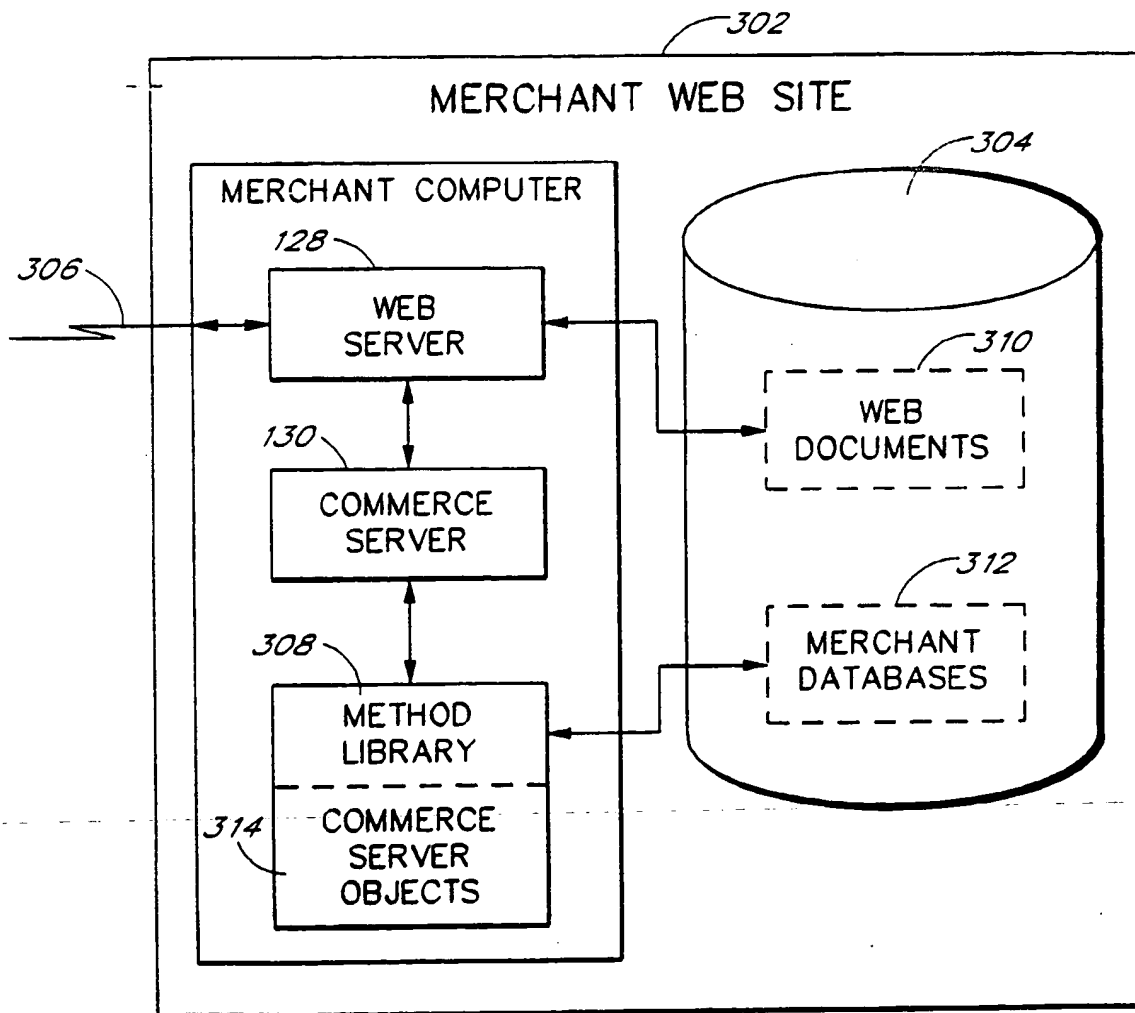 302
MERCHANT WEB SITE
304
MERCHANT COMPUTER
128
306
WEB
SERVER
310
WEB
DOCUMENTS
130
COMMERCE
SERVER
312
MERCHANT
DATABASES
308
METHOD
LIBRARY
314
COMMERCE
SERVER
OBJECTS